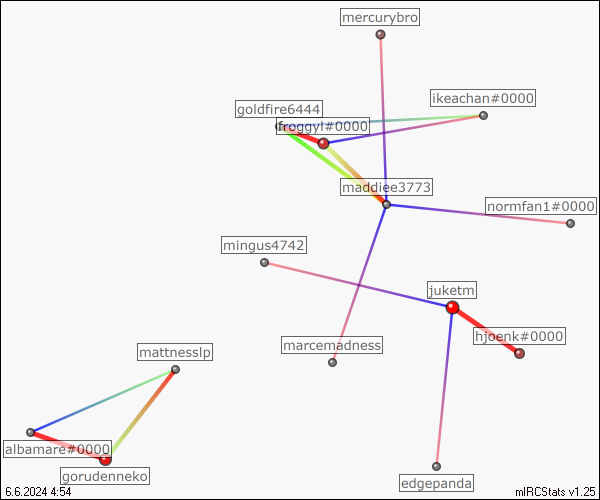 mercurybro
ikeachan#0000
goldfire6444
froggyl#0000
maddiee3773
normfan1#0000
mingus4742
juketm
hjoenk#0000
marcemadness
mattnesslp
albamare#0000
gorudenneko
edgepanda
6.6.2024 4:54
mIRCStats v1.25